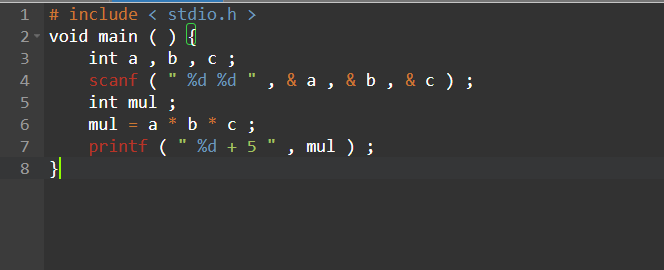 1 # include < stdio.h >
2 void main ( ) {
3 int a , b , c ;
4 scanf ( " %d %d " , & a , & b , & c ) ;
5 int mul ;
6 mul = a * b * c ;
7 printf ( " %d + 5 " , mul ) ;
8 }